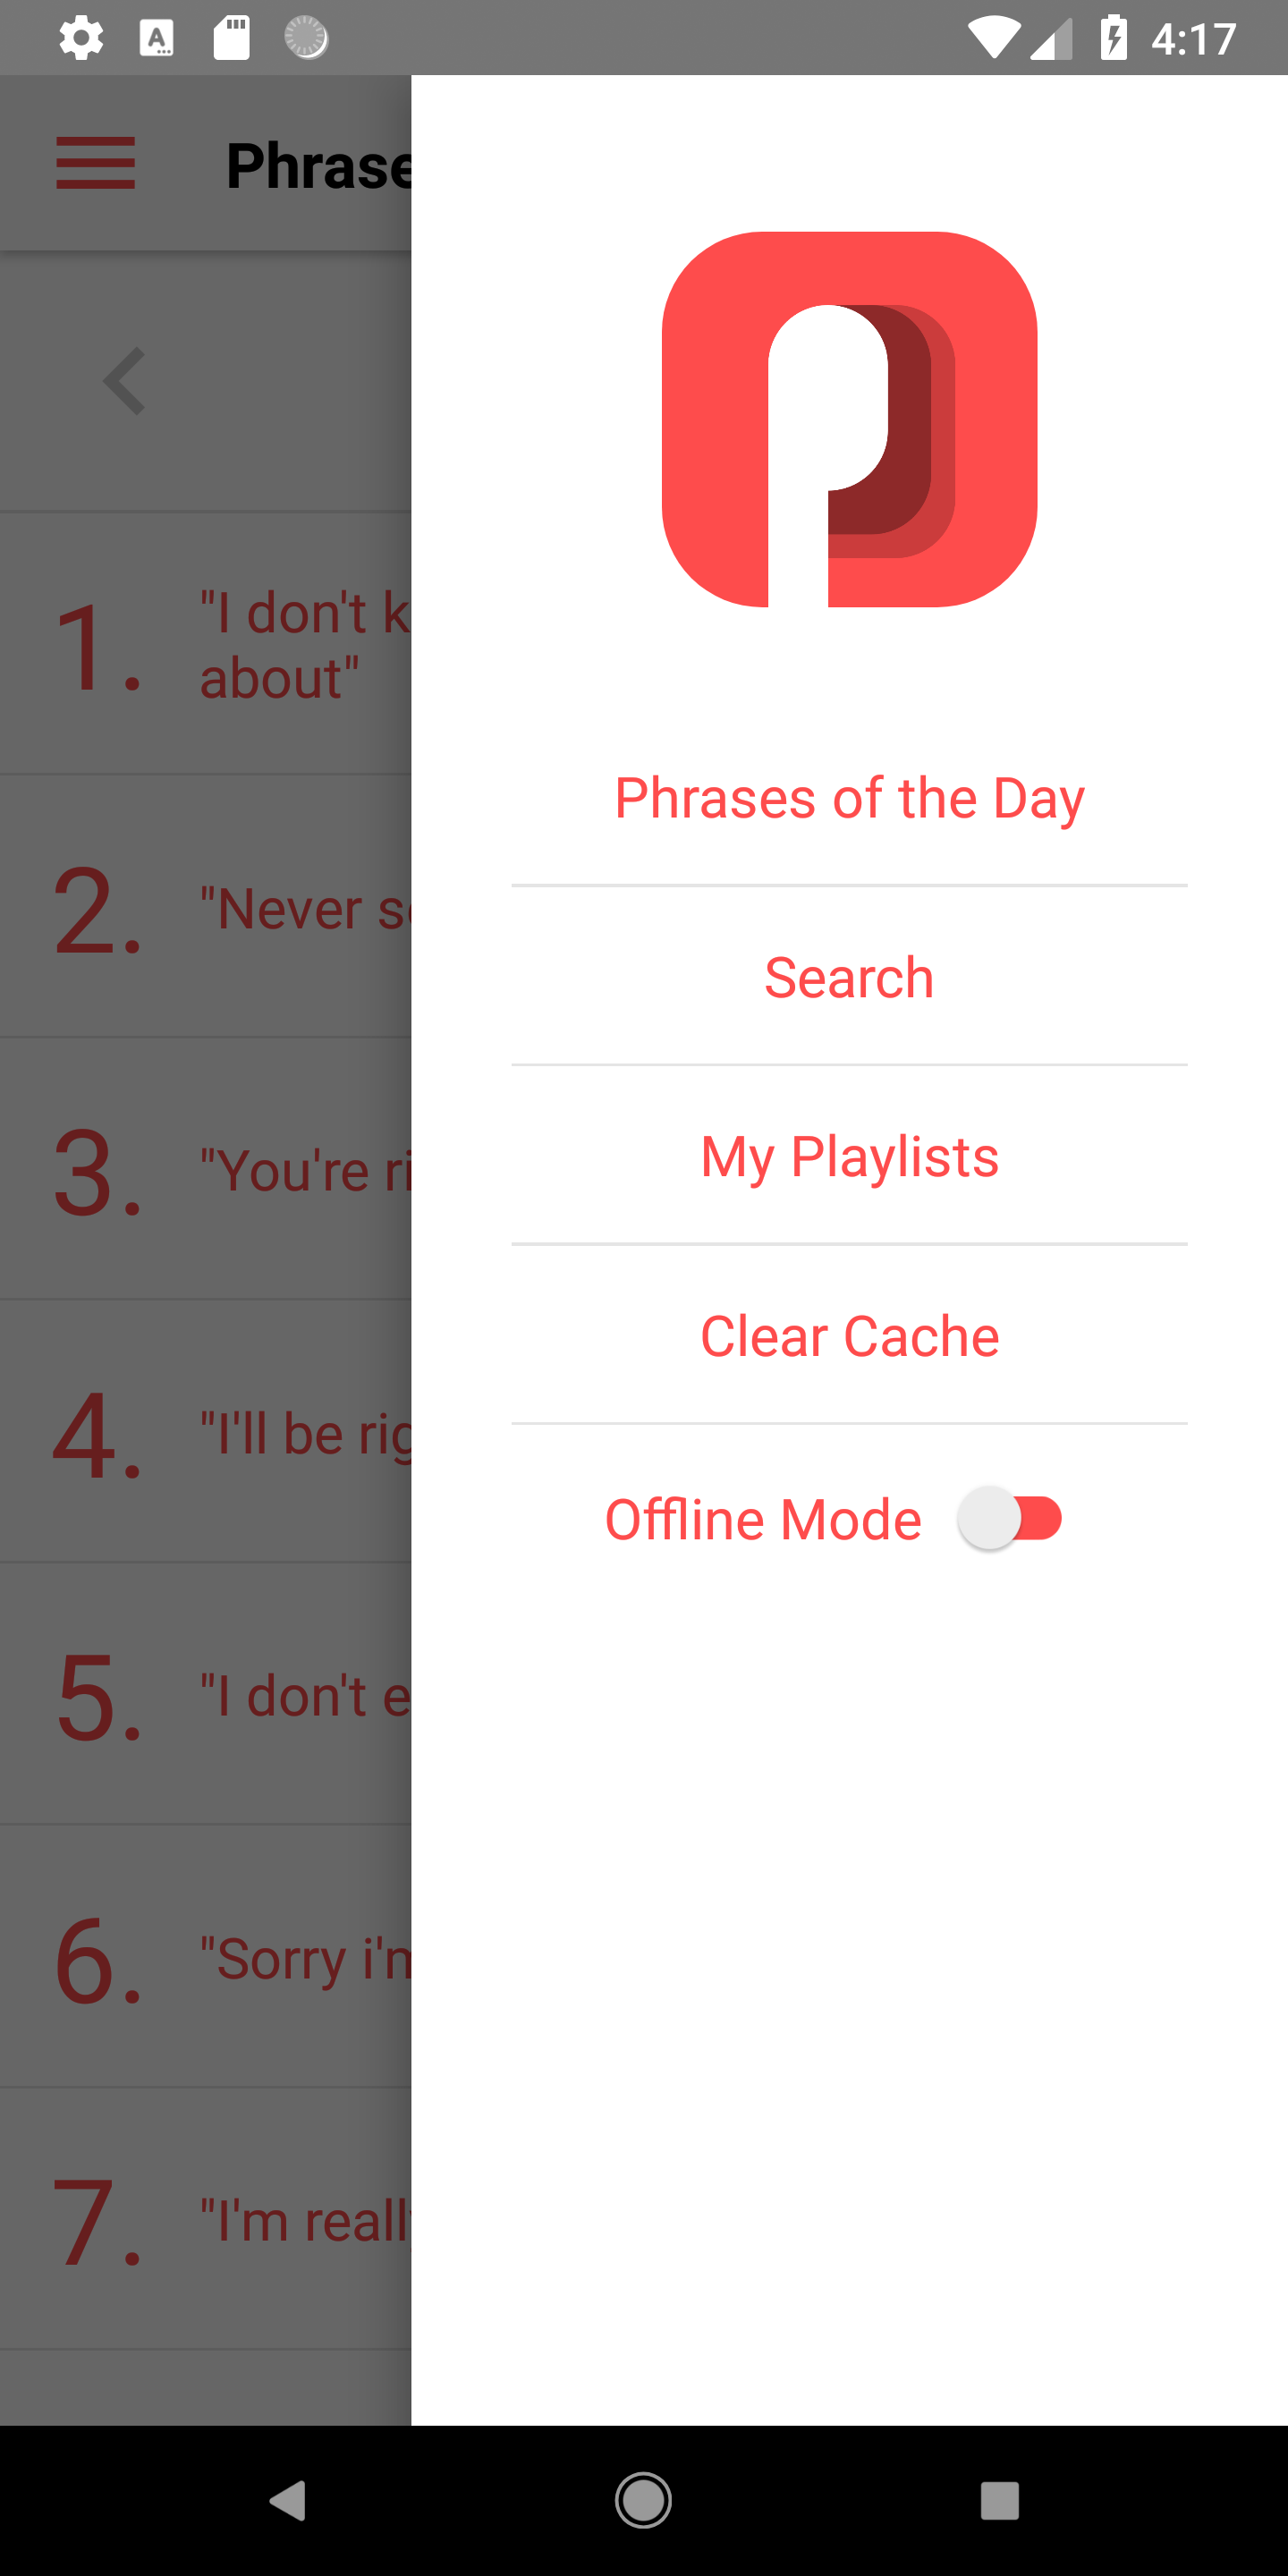 4:17
Phrase
1. "I don't k
about"
2. "Never s
3. "You're ri
4. "I'll be rig
5. "I don't e
6. "Sorry i'm
7. "I'm really
Phrases of the Day
Search
My Playlists
Clear Cache
Offline Mode